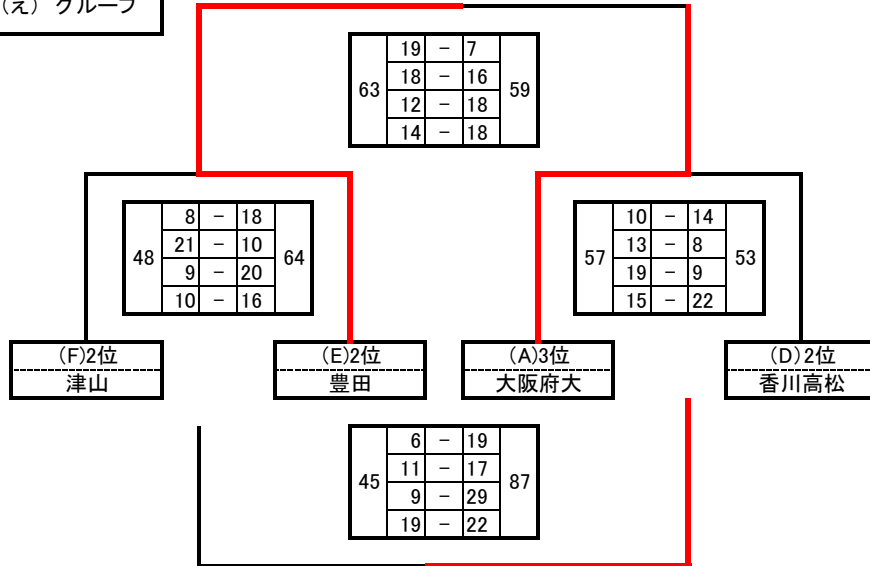 (え) グループ
63 59
19 － 7
18 － 16
12 － 18
14 － 18
48 64
8 － 18
21 － 10
9 － 20
10 － 16
57 53
10 － 14
13 － 8
19 － 9
15 － 22
(F)2位
津山
(E)2位
豊田
(A)3位
大阪府大
(D)2位
香川高松
45 87
6 － 19
11 － 17
9 － 29
19 － 22